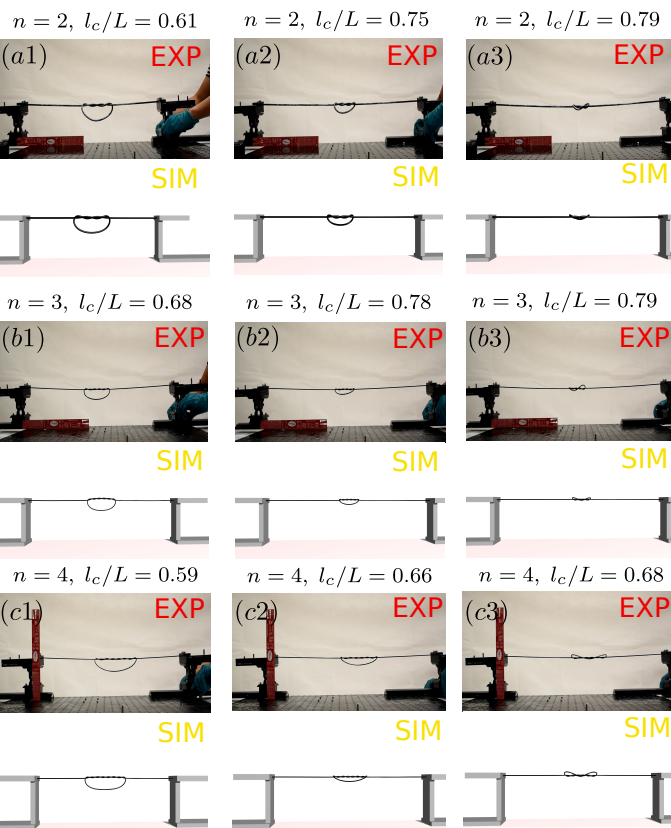 n = 2, l_c/L = 0.61
n = 2, l_c/L = 0.75
n = 2, l_c/L = 0.79
(a1) EXP
(a2) EXP
(a3) EXP
SIM
SIM
SIM
n = 3, l_c/L = 0.68
n = 3, l_c/L = 0.78
n = 3, l_c/L = 0.79
(b1) EXP
(b2) EXP
(b3) EXP
SIM
SIM
SIM
n = 4, l_c/L = 0.59
n = 4, l_c/L = 0.66
n = 4, l_c/L = 0.68
(c1) EXP
(c2) EXP
(c3) EXP
SIM
SIM
SIM